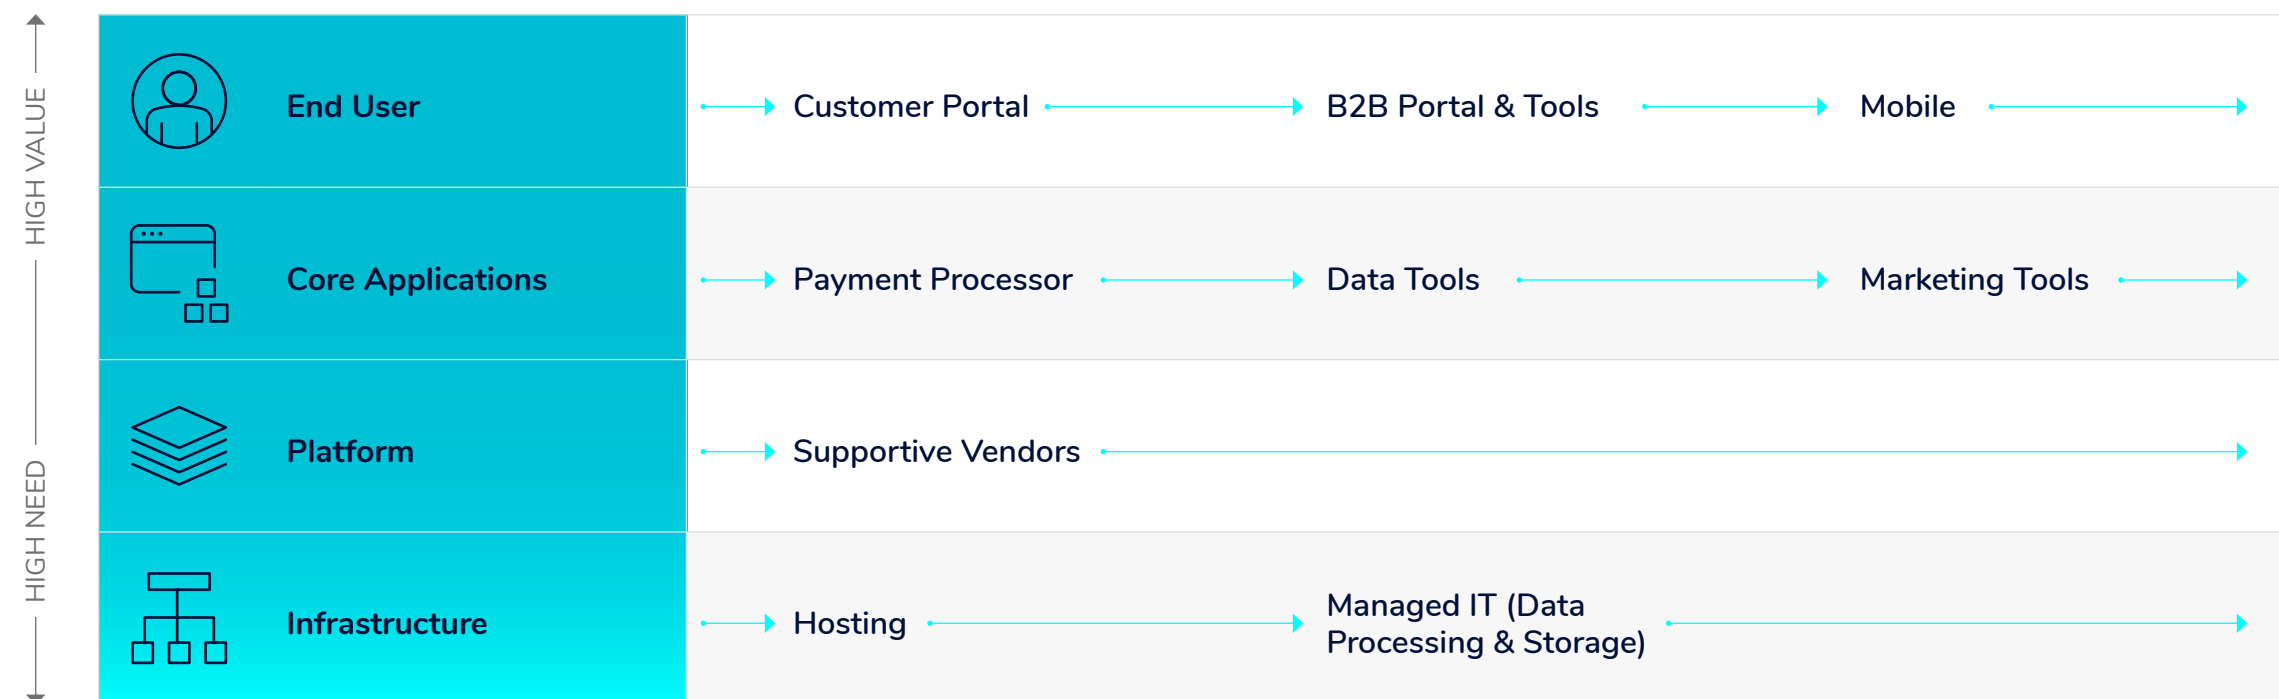 HIGH VALUE
End User
Customer Portal
B2B Portal & Tools
Mobile
Core Applications
Payment Processor
Data Tools
Marketing Tools
HIGH NEED
Platform
Supportive Vendors
Infrastructure
Hosting
Managed IT (Data
Processing & Storage)